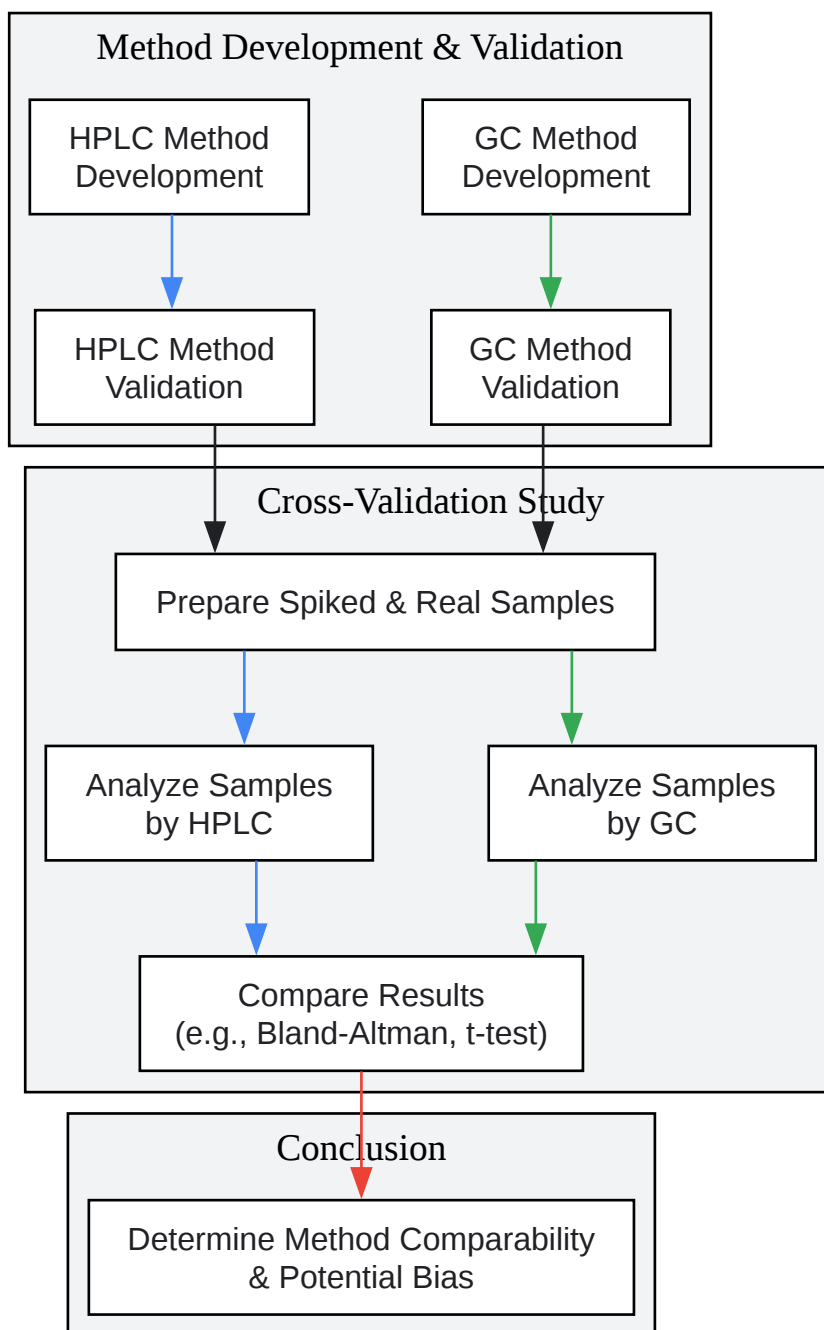 Method Development & Validation
HPLC Method
Development
GC Method
Development
HPLC Method
Validation
GC Method
Validation
Cross-Validation Study
Prepare Spiked & Real Samples
Analyze Samples
by HPLC
Analyze Samples
by GC
Compare Results
(e.g., Bland-Altman, t-test)
Conclusion
Determine Method Comparability
& Potential Bias